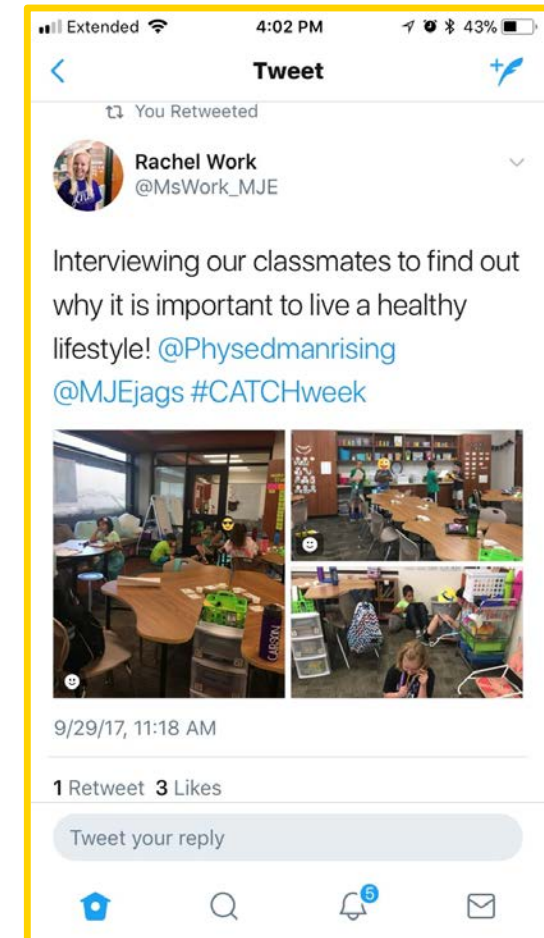 Extended 4:02 PM 43%
Tweet
You Retweeted
Rachel Work
@MsWork_MJE
Interviewing our classmates to find out
why it is important to live a healthy
lifestyle! @Physedmanrising
@MJEjags #CATCHweek
CARSON
9/29/17, 11:18 AM
1 Retweet 3 Likes
Tweet your reply
5